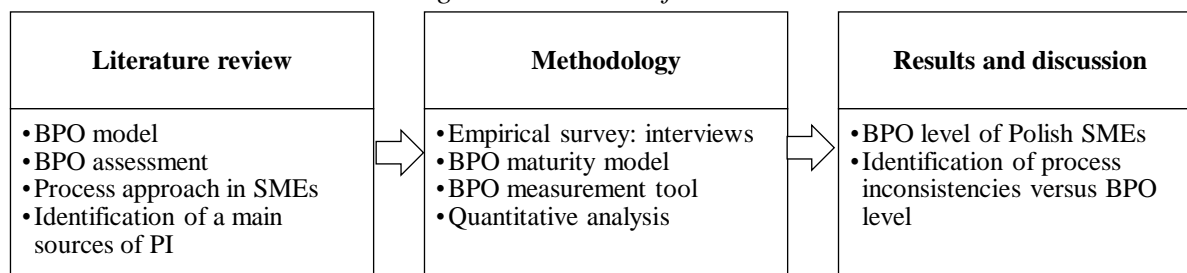 Literature review
•BPO model
•BPO assessment
•Process approach in SMEs
•Identification of a main
sources of PI
Methodology
•Empirical survey: interviews
•BPO maturity model
•BPO measurement tool
•Quantitative analysis
Results and discussion
•BPO level of Polish SMEs
•Identification of process
inconsistencies versus BPO
level